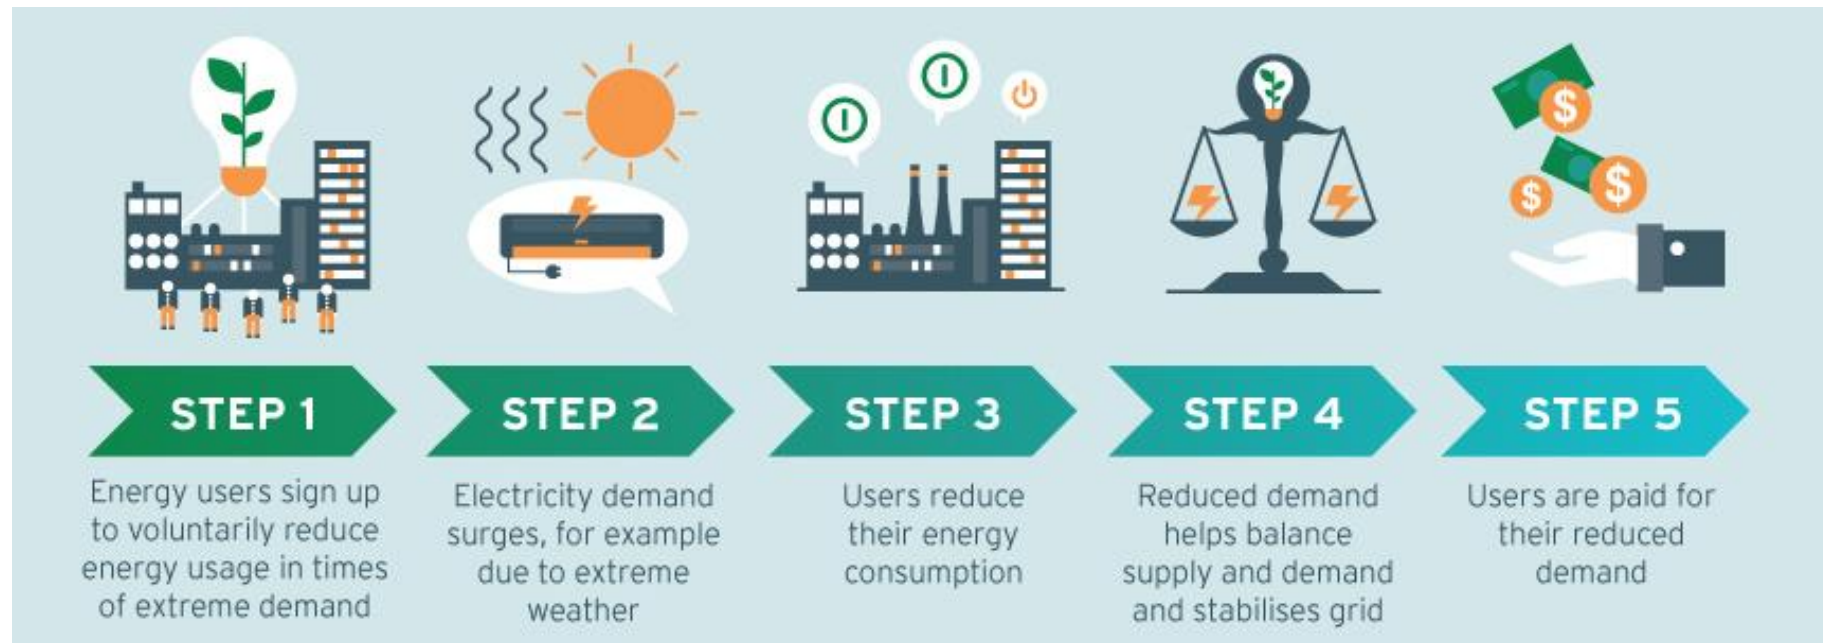 STEP 1
Energy users sign up
to voluntarily reduce
energy usage in times
of extreme demand
STEP 2
Electricity demand
surges, for example
due to extreme
weather
STEP 3
Users reduce
their energy
consumption
STEP 4
Reduced demand
helps balance
supply and demand
and stabilises grid
$
$
$
STEP 5
Users are paid for
their reduced
demand